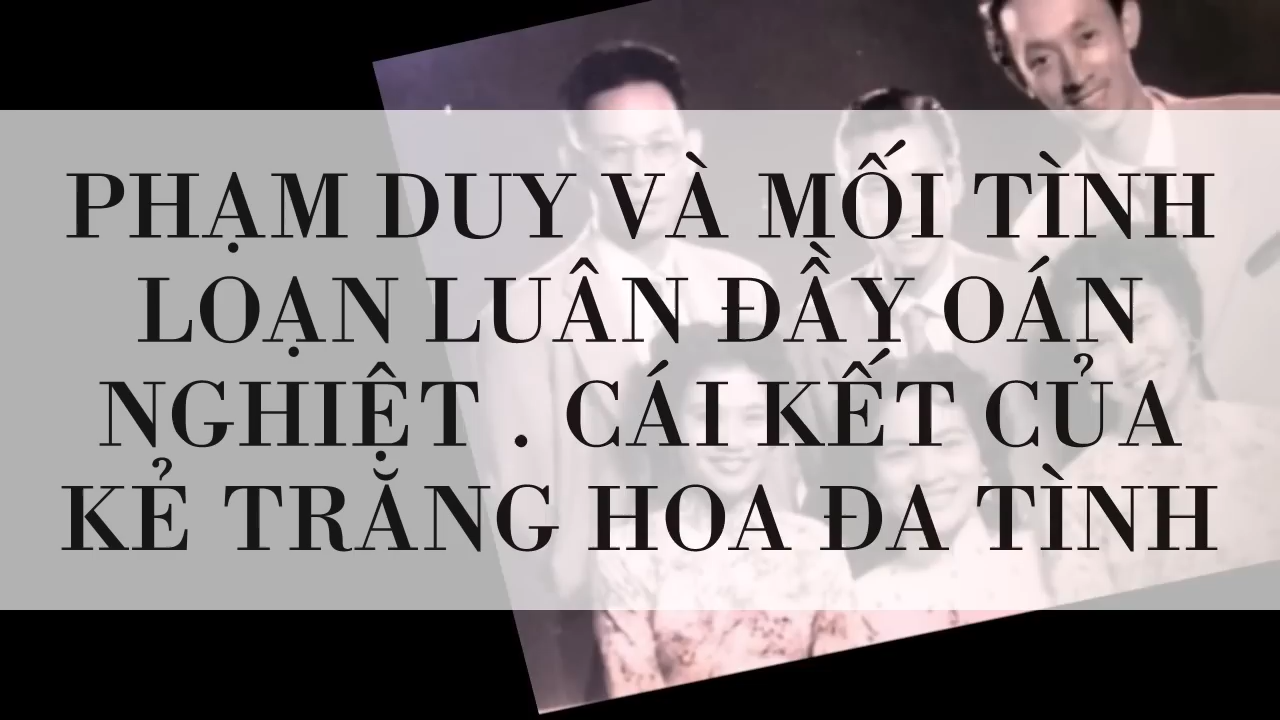 PHẠM DUY VÀ MỐI TÌNH
LOẠN LUÂN ĐẦY OÁN
NGHIỆT . CÁI KẾT CỦA
KẺ TRĂNG HOA ĐA TÌNH